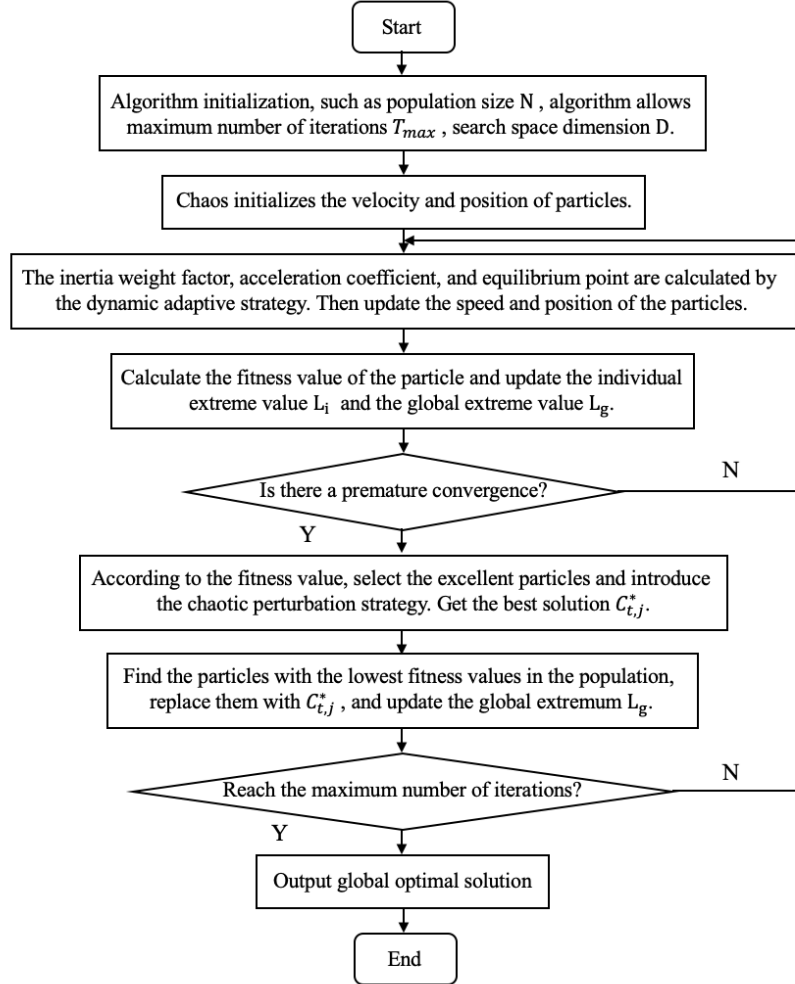 Start
Algorithm initialization, such as population size N , algorithm allows
maximum number of iterations T_max , search space dimension D.
Chaos initializes the velocity and position of particles.
The inertia weight factor, acceleration coefficient, and equilibrium point are calculated by
the dynamic adaptive strategy. Then update the speed and position of the particles.
Calculate the fitness value of the particle and update the individual
extreme value L_i and the global extreme value L_g.
Is there a premature convergence?
N
Y
According to the fitness value, select the excellent particles and introduce
the chaotic perturbation strategy. Get the best solution C*_t,j.
Find the particles with the lowest fitness values in the population,
replace them with C*_t,j , and update the global extremum L_g.
Reach the maximum number of iterations?
N
Y
Output global optimal solution
End